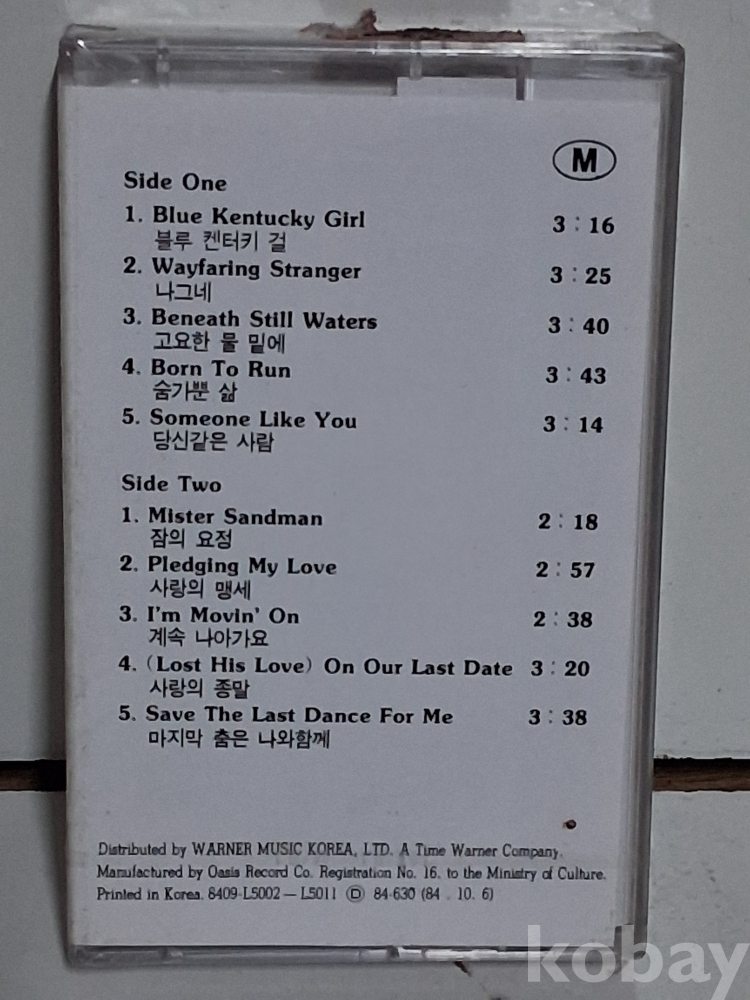 M
Side One
1. Blue Kentucky Girl 3 : 16
블루 켄터키 걸
2. Wayfaring Stranger 3 : 25
나그네
3. Beneath Still Waters 3 : 40
고요한 물 밑에
4. Born To Run 3 : 43
숨가쁜 삶
5. Someone Like You 3 : 14
당신같은 사람
Side Two
1. Mister Sandman 2 : 18
잠의 요정
2. Pledging My Love 2 : 57
사랑의 맹세
3. I'm Movin' On 2 : 38
계속 나아가요
4. (Lost His Love) On Our Last Date 3 : 20
사랑의 종말
5. Save The Last Dance For Me 3 : 38
마지막 춤은 나와함께
Distributed by WARNER MUSIC KOREA, LTD. A Time Warner Company.
Manufactured by Oasis Record Co. Registration No. 16. to the Ministry of Culture.
Printed in Korea. 8409-L5002 — L5011 Ⓓ 84-630 (84 . 10. 6)
kobay